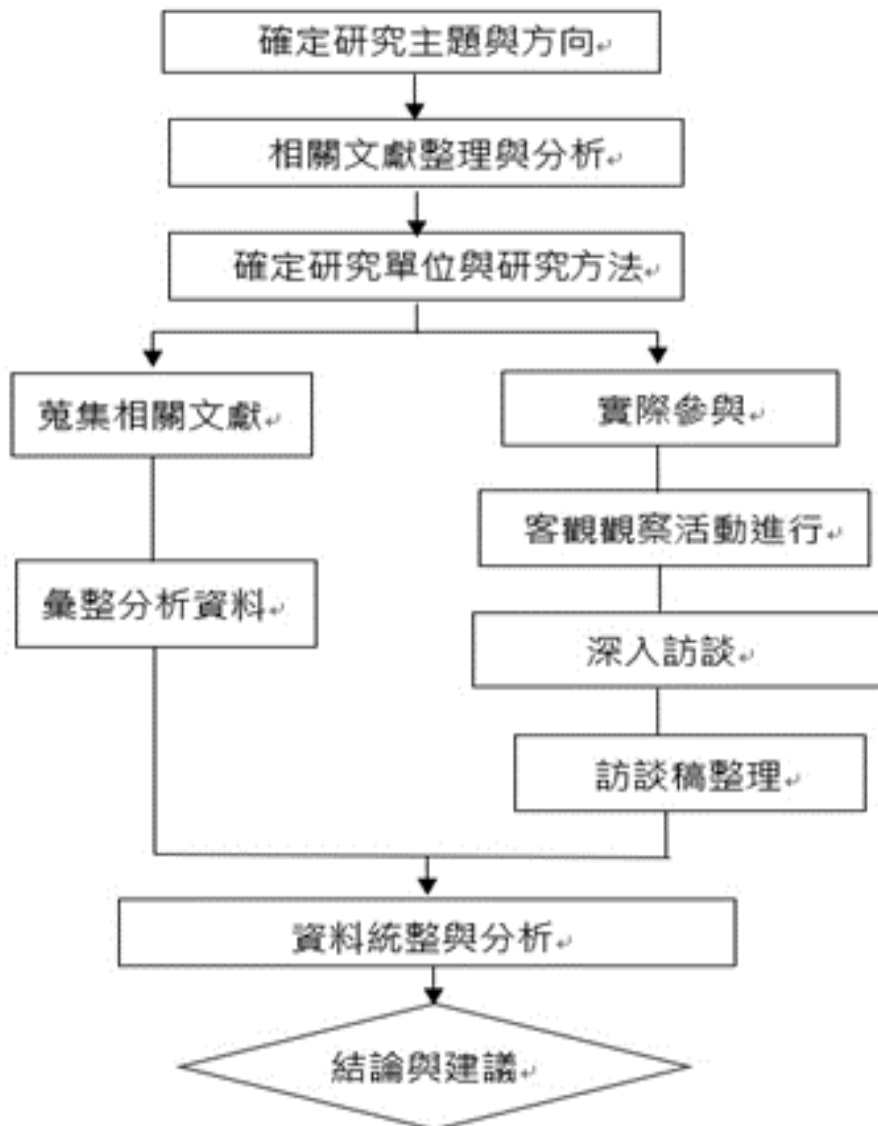 確定研究主題與方向
相關文獻整理與分析
確定研究單位與研究方法
蒐集相關文獻
彙整分析資料
實際參與
客觀觀察活動進行
深入訪談
訪談稿整理
資料統整與分析
結論與建議